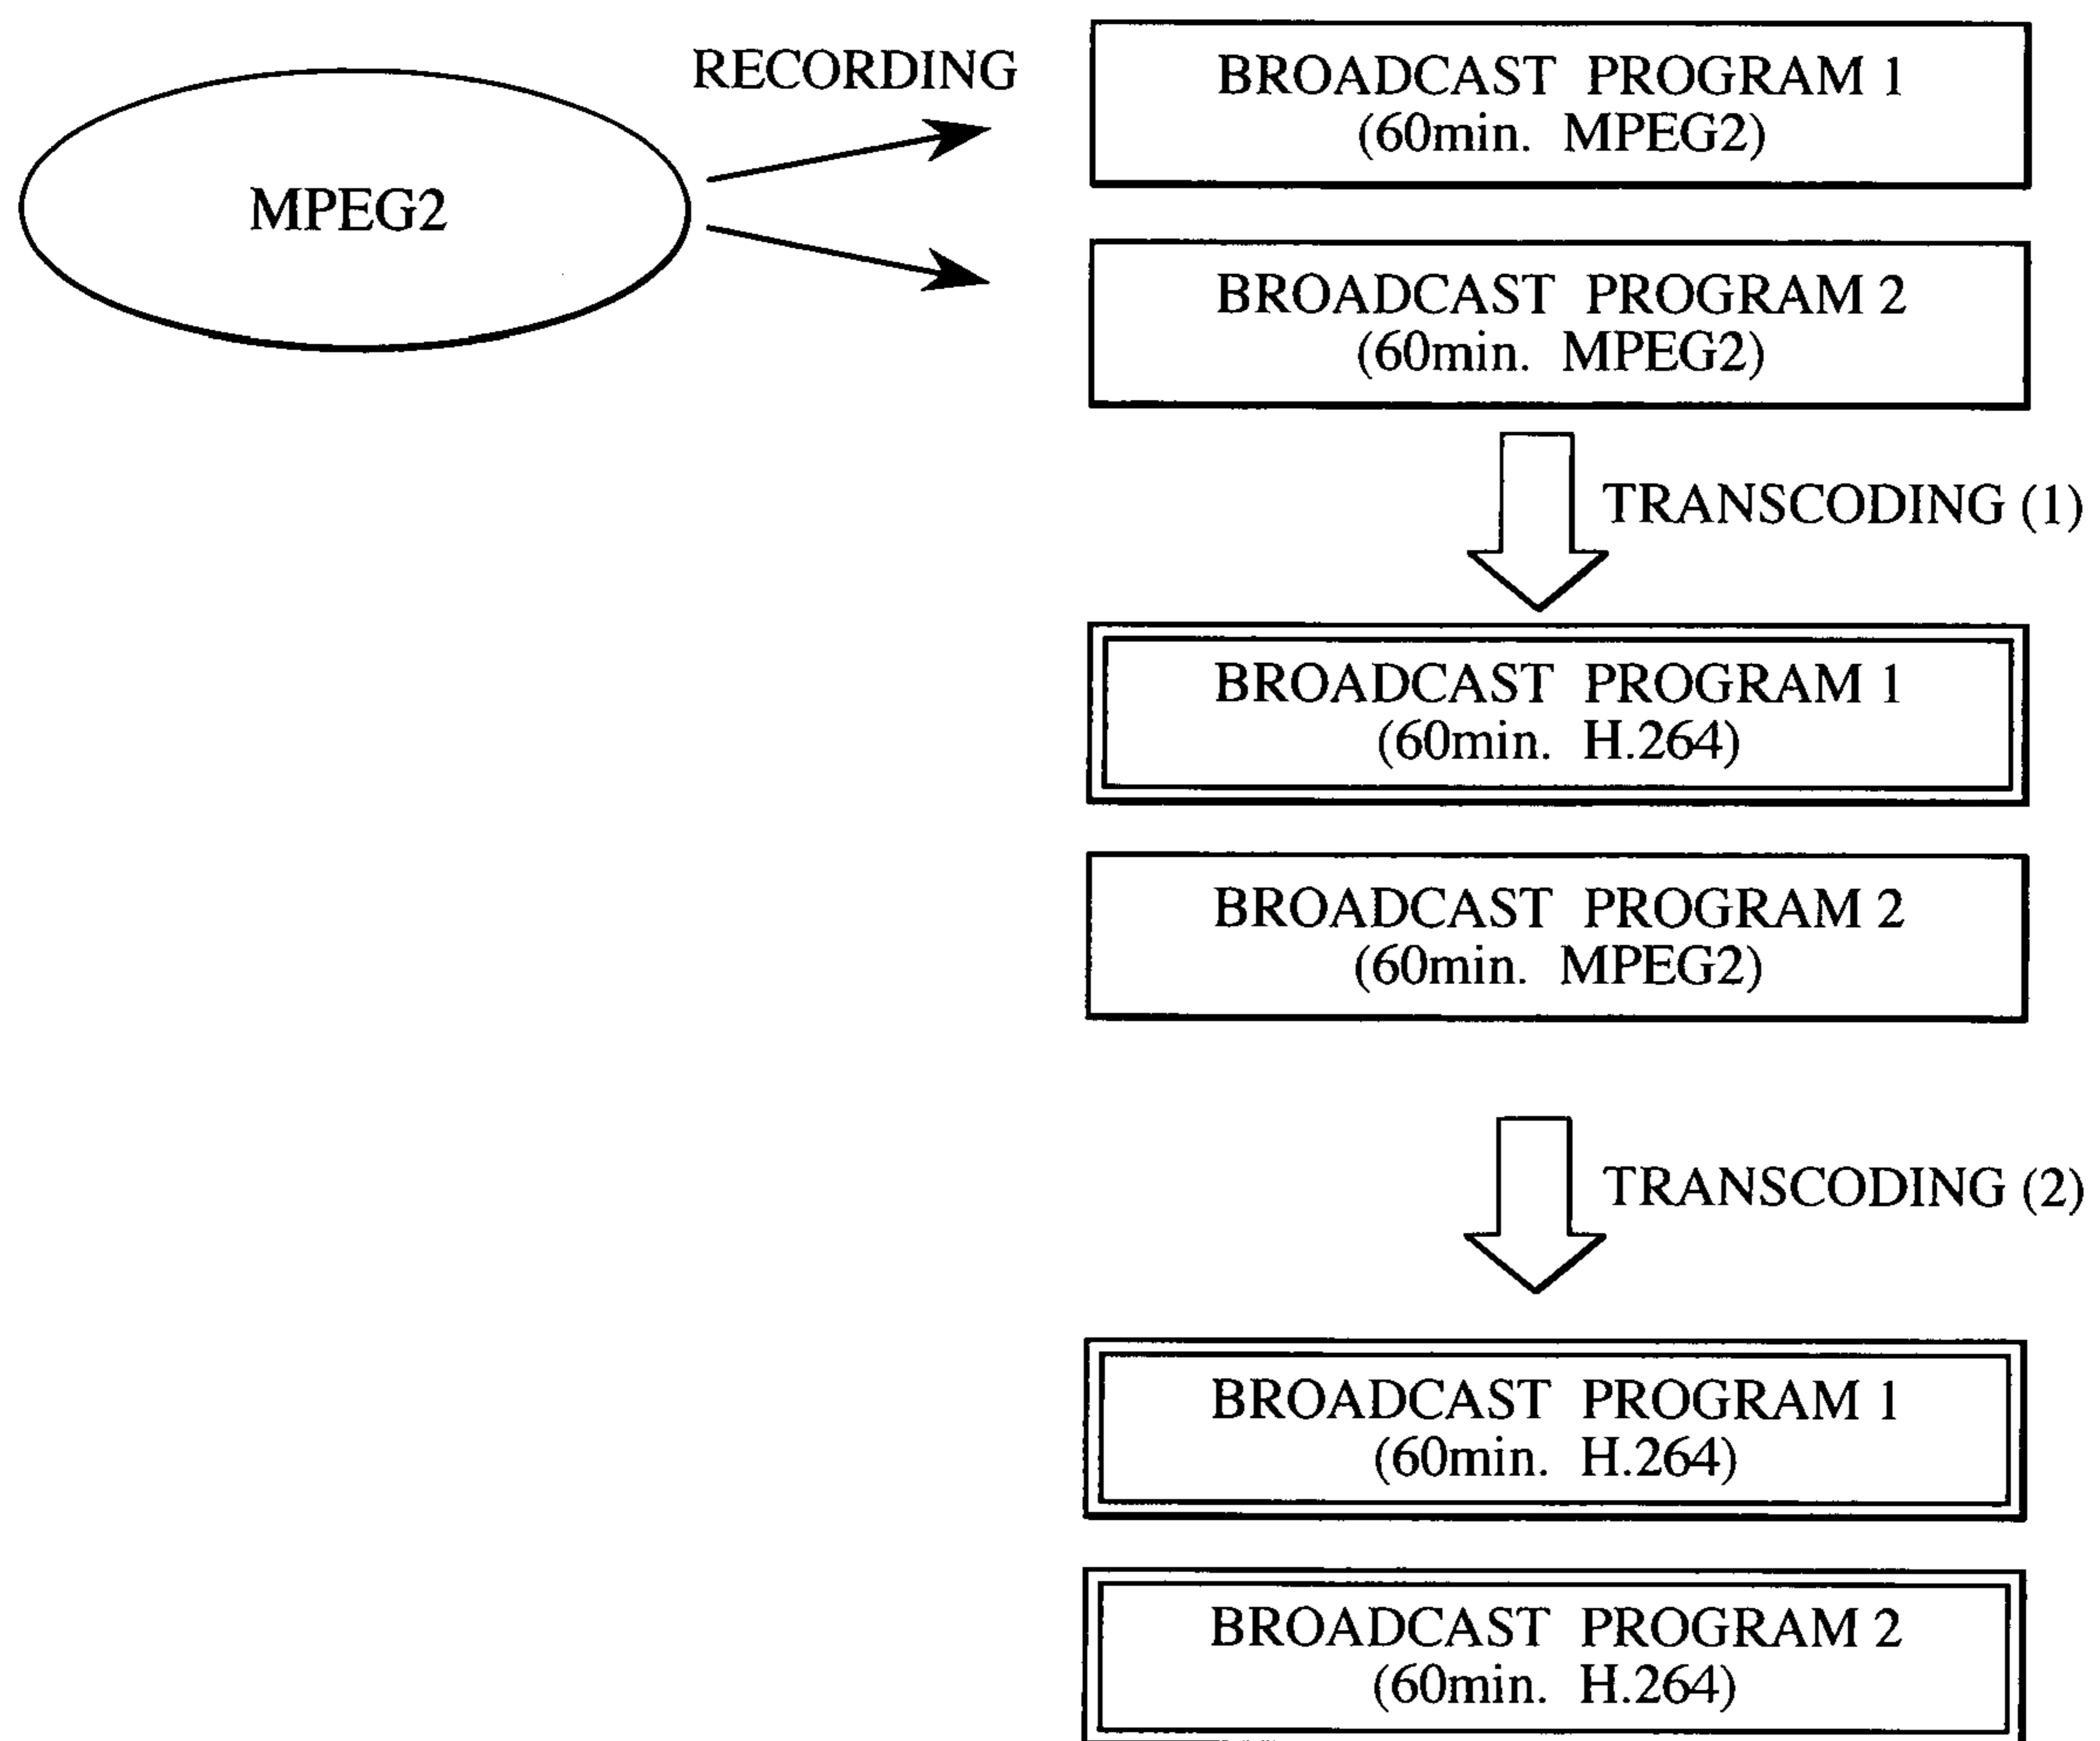 RECORDING
MPEG2
BROADCAST PROGRAM 1
(60min. MPEG2)
BROADCAST PROGRAM 2
(60min. MPEG2)
TRANSCODING (1)
BROADCAST PROGRAM 1
(60min. H.264)
BROADCAST PROGRAM 2
(60min. MPEG2)
TRANSCODING (2)
BROADCAST PROGRAM 1
(60min. H.264)
BROADCAST PROGRAM 2
(60min. H.264)